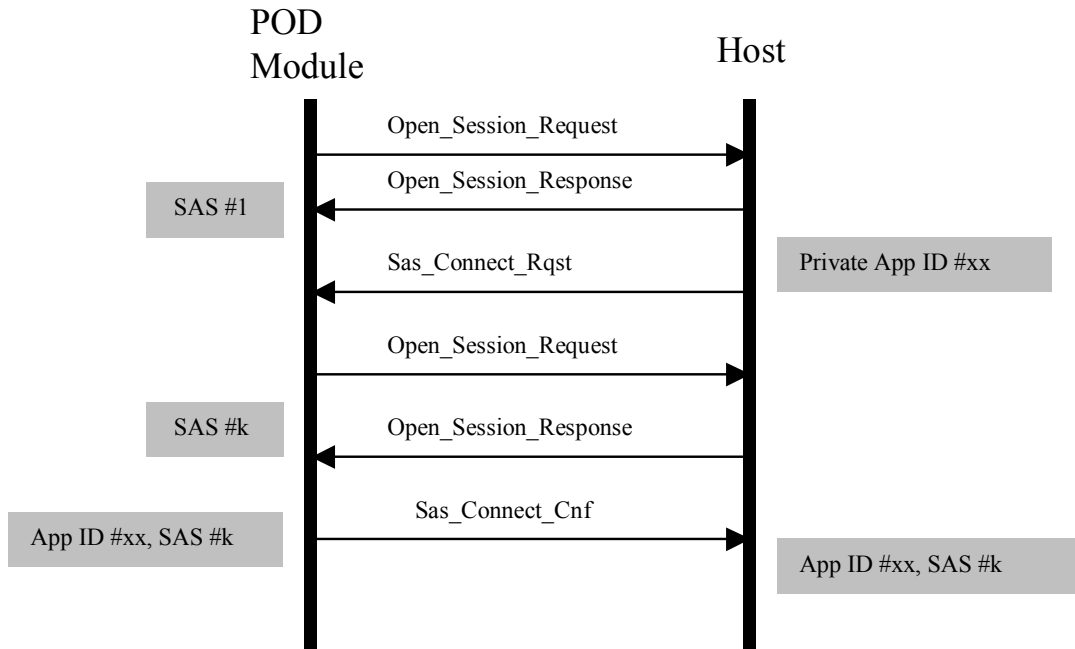 POD
Module
Host
Open_Session_Request
Open_Session_Response
SAS #1
Sas_Connect_Rqst
Private App ID #xx
Open_Session_Request
SAS #k
Open_Session_Response
Sas_Connect_Cnf
App ID #xx, SAS #k
App ID #xx, SAS #k